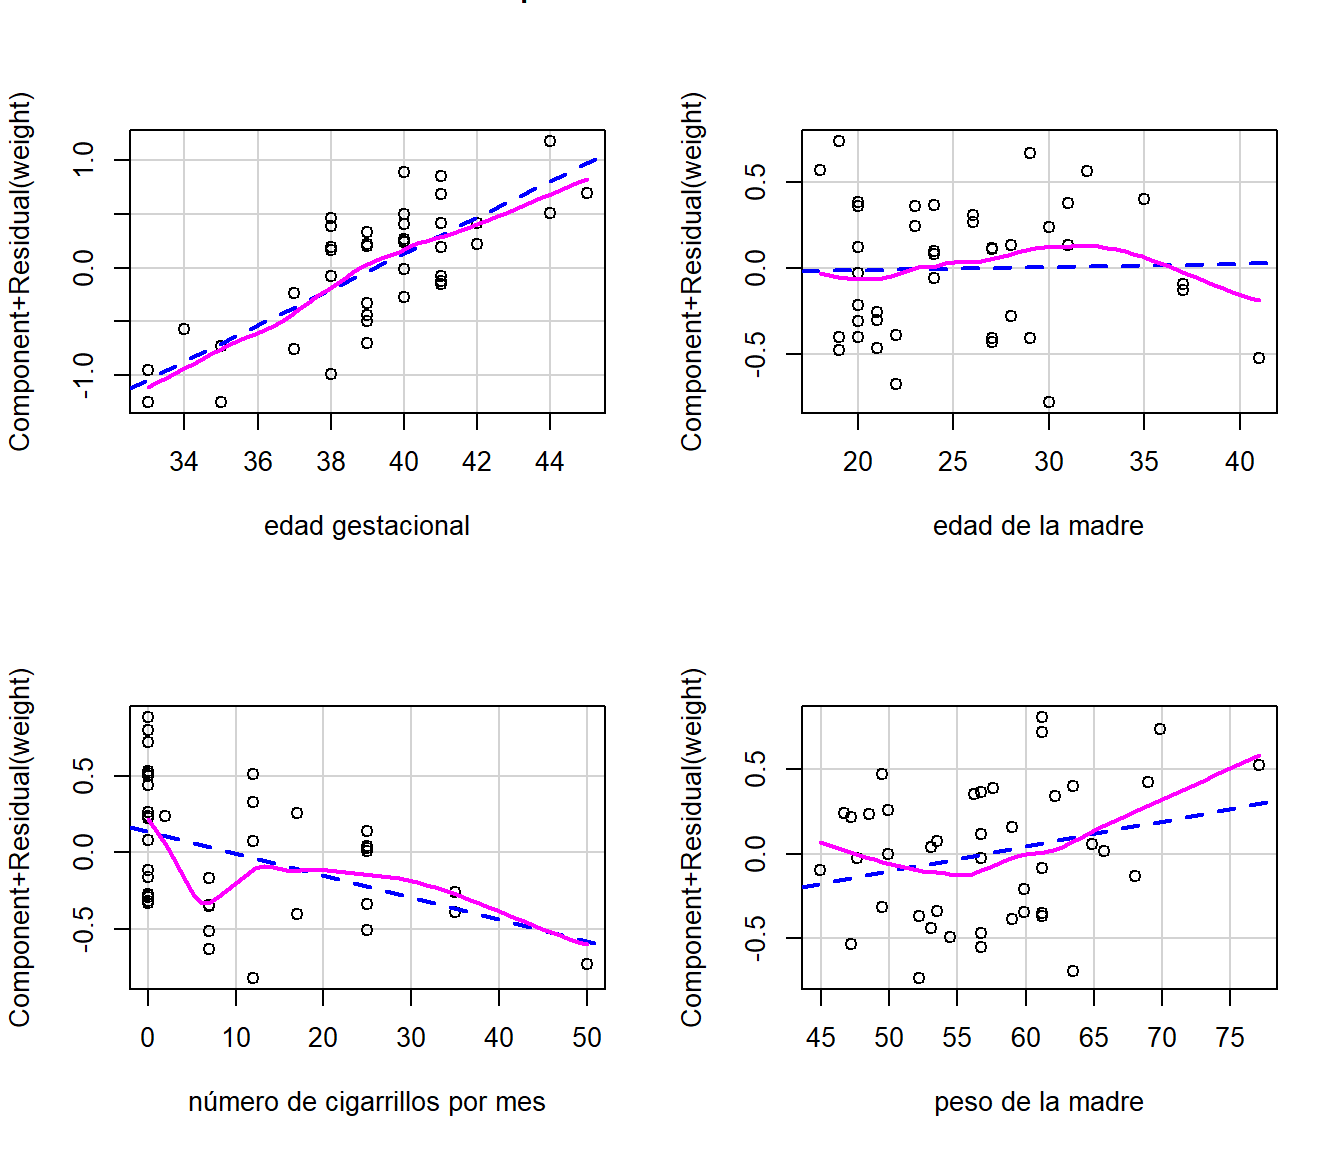 Component+Residual(weight)
1.0
0.0
-1.0
34 36 38 40 42 44
edad gestacional
Component+Residual(weight)
0.5
0.0
-0.5
20 25 30 35 40
edad de la madre
Component+Residual(weight)
0.5
0.0
-0.5
0 10 20 30 40 50
número de cigarrillos por mes
Component+Residual(weight)
0.5
0.0
-0.5
45 50 55 60 65 70 75
peso de la madre